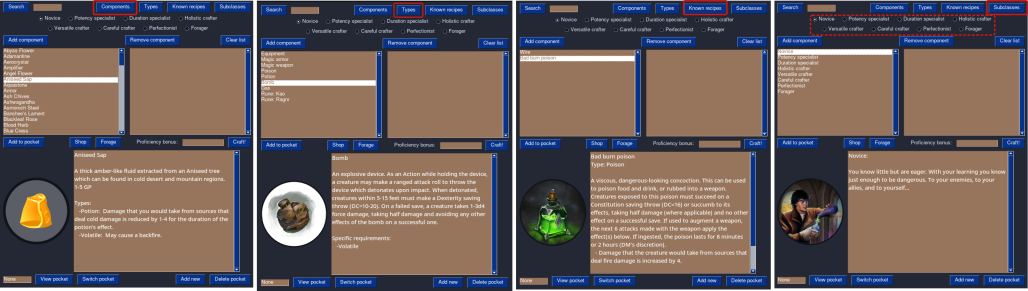 Search Components Types Known recipes Subclasses
Novice Potency specialist Duration specialist Holistic crafter
Versatile crafter Careful crafter Perfectionist Forager
Add component Remove component Clear list
Abyss Flower
Adamantine
Aerocrystal
Amplifier
Angel Flower
Aniseed Sap
Aquastone
Armor
Ash Chives
Ashwagandha
Asmoroch Steel
Banshee's Lament
Blackleaf Rose
Blood Herb
Blue Cress
Add to pocket Shop Forage Proficiency bonus: Craft!
Aniseed Sap
A thick amber-like fluid extracted from an Aniseed tree
which can be found in cold desert and mountain regions.
1-5 GP
Types:
-Potion: Damage that you would take from sources that
deal cold damage is reduced by 1-4 for the duration of the
potion's effect.
-Volatile: May cause a backfire.
None View pocket Switch pocket Add new Delete pocket
Search Components Types Known recipes Subclasses
Novice Potency specialist Duration specialist Holistic crafter
Versatile crafter Careful crafter Perfectionist Forager
Add component Remove component Clear list
Equipment
Magic armor
Magic weapon
Poison
Potion
Bomb
Gas
Add to pocket Shop Forage Proficiency bonus: Craft!
Bomb
An explosive device. As an Action while holding the device,
a creature may make a ranged attack roll to throw the
device which detonates upon impact. When detonated,
creatures within 5-15 feet must make a Dexterity saving
throw (DC=10-20). On a failed save, a creature takes 1-3d4
force damage, taking half damage and avoiding any other
effects of the bomb on a successful one.
Specific requirements:
-Volatile
None View pocket Switch pocket Add new Delete pocket
Search Components Types Known recipes Subclasses
Novice Potency specialist Duration specialist Holistic crafter
Versatile crafter Careful crafter Perfectionist Forager
Add component Remove component Clear list
Wire
Bad burn poison
Add to pocket Shop Forage Proficiency bonus: Craft!
Bad burn poison
Type: Poison
A viscous, dangerous-looking concoction. This can be used
to poison food and drink, or rubbed into a weapon.
Creatures exposed to this poison must succeed on a
Constitution saving throw (DC=16) or succumb to its
effects, taking half damage (where applicable) and no other
effect on a successful save. If used to augment a weapon,
the next 6 attacks made with the weapon apply the
effect(s) below. If ingested, the poison lasts for 8 minutes
or 2 hours (DM's discretion).
- Damage that the creature would take from sources that
deal fire damage is increased by 4.
None View pocket Switch pocket Add new Delete pocket
Search Components Types Known recipes Subclasses
Novice Potency specialist Duration specialist Holistic crafter
Versatile crafter Careful crafter Perfectionist Forager
Add component Remove component Clear list
Novice
Potency specialist
Duration specialist
Holistic crafter
Versatile crafter
Careful crafter
Perfectionist
Forager
Add to pocket Shop Forage Proficiency bonus: Craft!
Novice:
You know little but are eager. With your learning you know
just enough to be dangerous. To your enemies, to your
allies, and to yourself...
None View pocket Switch pocket Add new Delete pocket